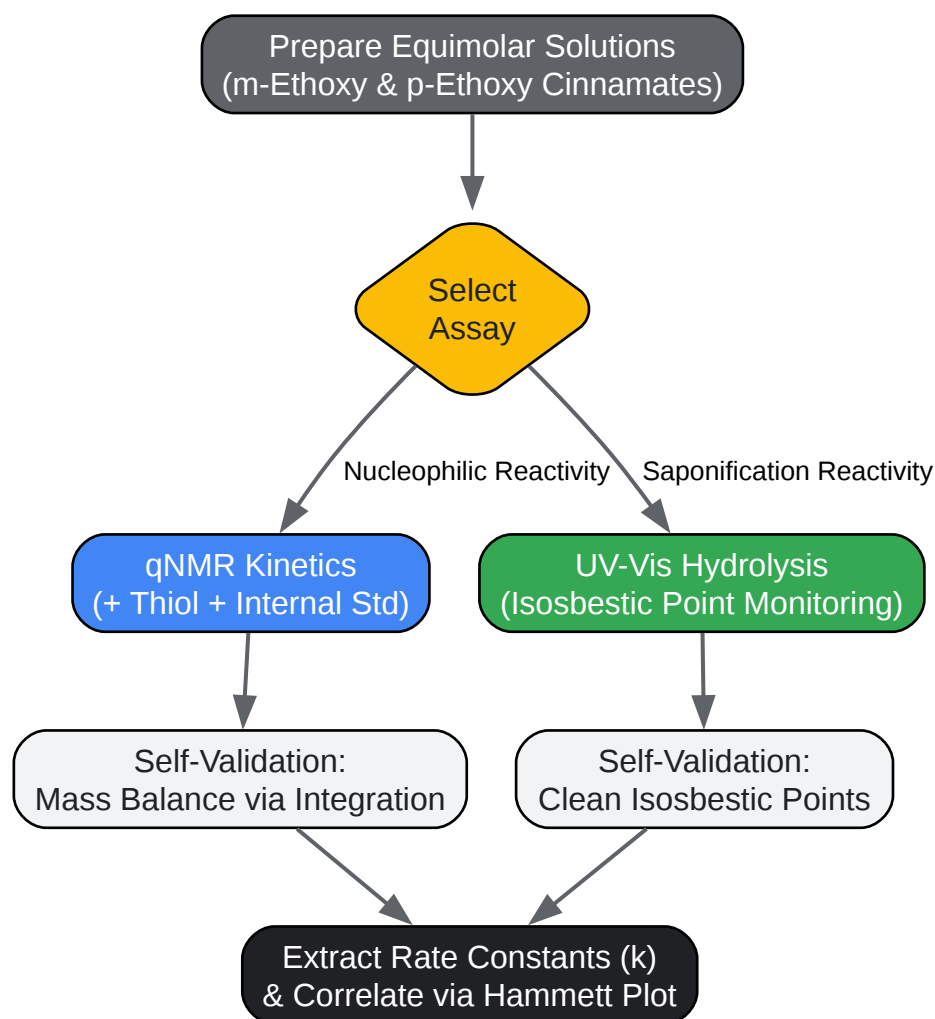 Prepare Equimolar Solutions
(m-Ethoxy & p-Ethoxy Cinnamates)
Select
Assay
Nucleophilic Reactivity
Saponification Reactivity
qNMR Kinetics
(+ Thiol + Internal Std)
UV-Vis Hydrolysis
(Isosbestic Point Monitoring)
Self-Validation:
Mass Balance via Integration
Self-Validation:
Clean Isosbestic Points
Extract Rate Constants (k)
& Correlate via Hammett Plot